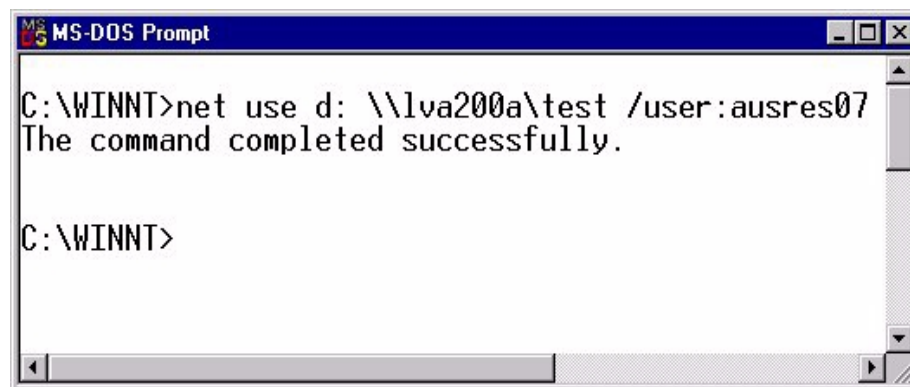 MS-DOS Prompt
C:\WINNT>net use d: \\lva200a\test /user:ausres07
The command completed successfully.
C:\WINNT>